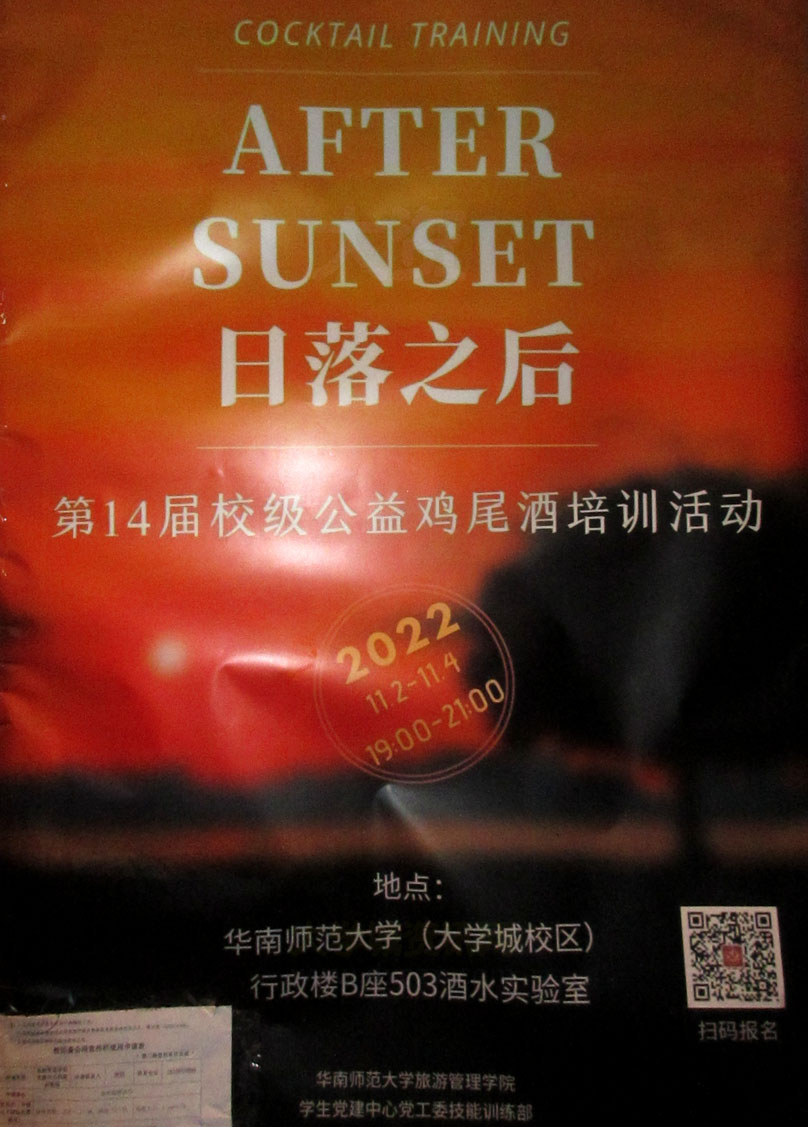 COCKTAIL TRAINING
AFTER
SUNSET
日落之后
第14届校级公益鸡尾酒培训活动
2022
11.2-11.4
19:00-21:00
地点：
华南师范大学（大学城校区）
行政楼B座503酒水实验室
扫码报名
华南师范大学旅游管理学院
学生党建中心党工委技能训练部